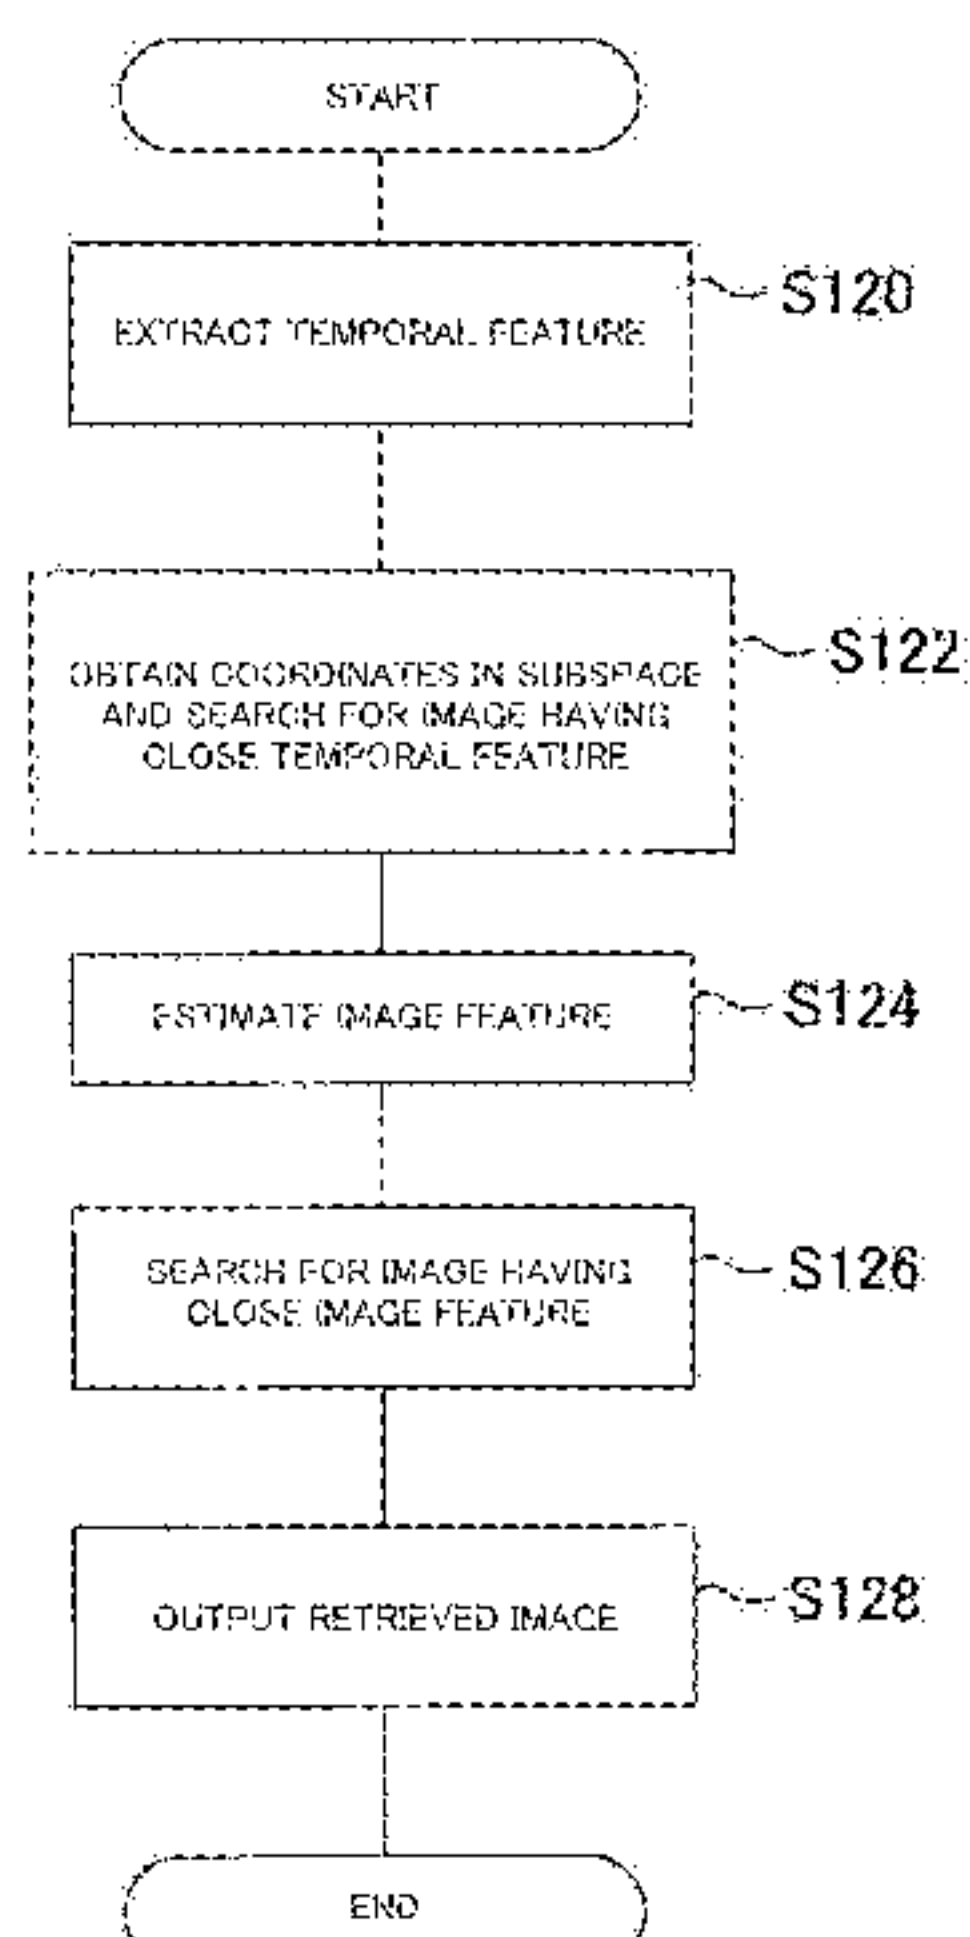 START
EXTRACT TEMPORAL FEATURE
S120
OBTAIN COORDINATES IN SUBSPACE
AND SEARCH FOR IMAGE HAVING
CLOSE TEMPORAL FEATURE
S122
ESTIMATE IMAGE FEATURE
S124
SEARCH FOR IMAGE HAVING
CLOSE IMAGE FEATURE
S126
OUTPUT RETRIEVED IMAGE
S128
END